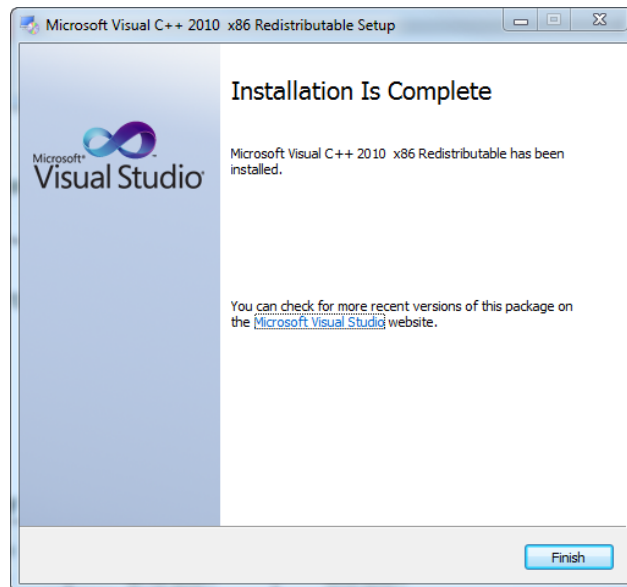 Microsoft Visual C++ 2010  x86 Redistributable Setup
Installation Is Complete
Microsoft Visual C++ 2010  x86 Redistributable has been
installed.
Microsoft®
Visual Studio®
You can check for more recent versions of this package on
the Microsoft Visual Studio website.
Finish